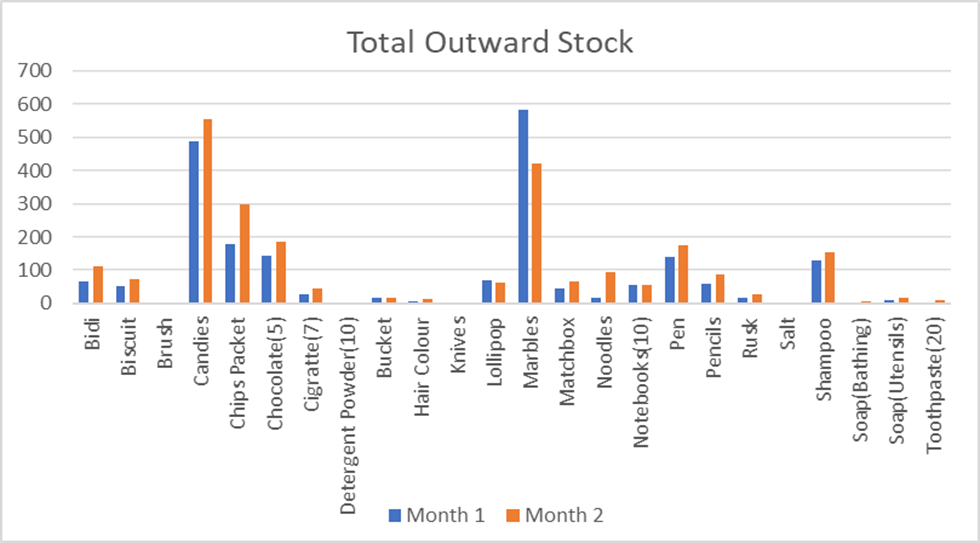 Total Outward Stock
700
600
500
400
300
200
100
0
Bidi
Biscuit
Brush
Candies
Chips Packet
Chocolate(5)
Cigratte(7)
Detergent Powder(10)
Bucket
Hair Colour
Knives
Lollipop
Marbles
Matchbox
Noodles
Notebooks(10)
Pen
Pencils
Rusk
Salt
Shampoo
Soap(Bathing)
Soap(Utensils)
Toothpaste(20)
Month 1 Month 2